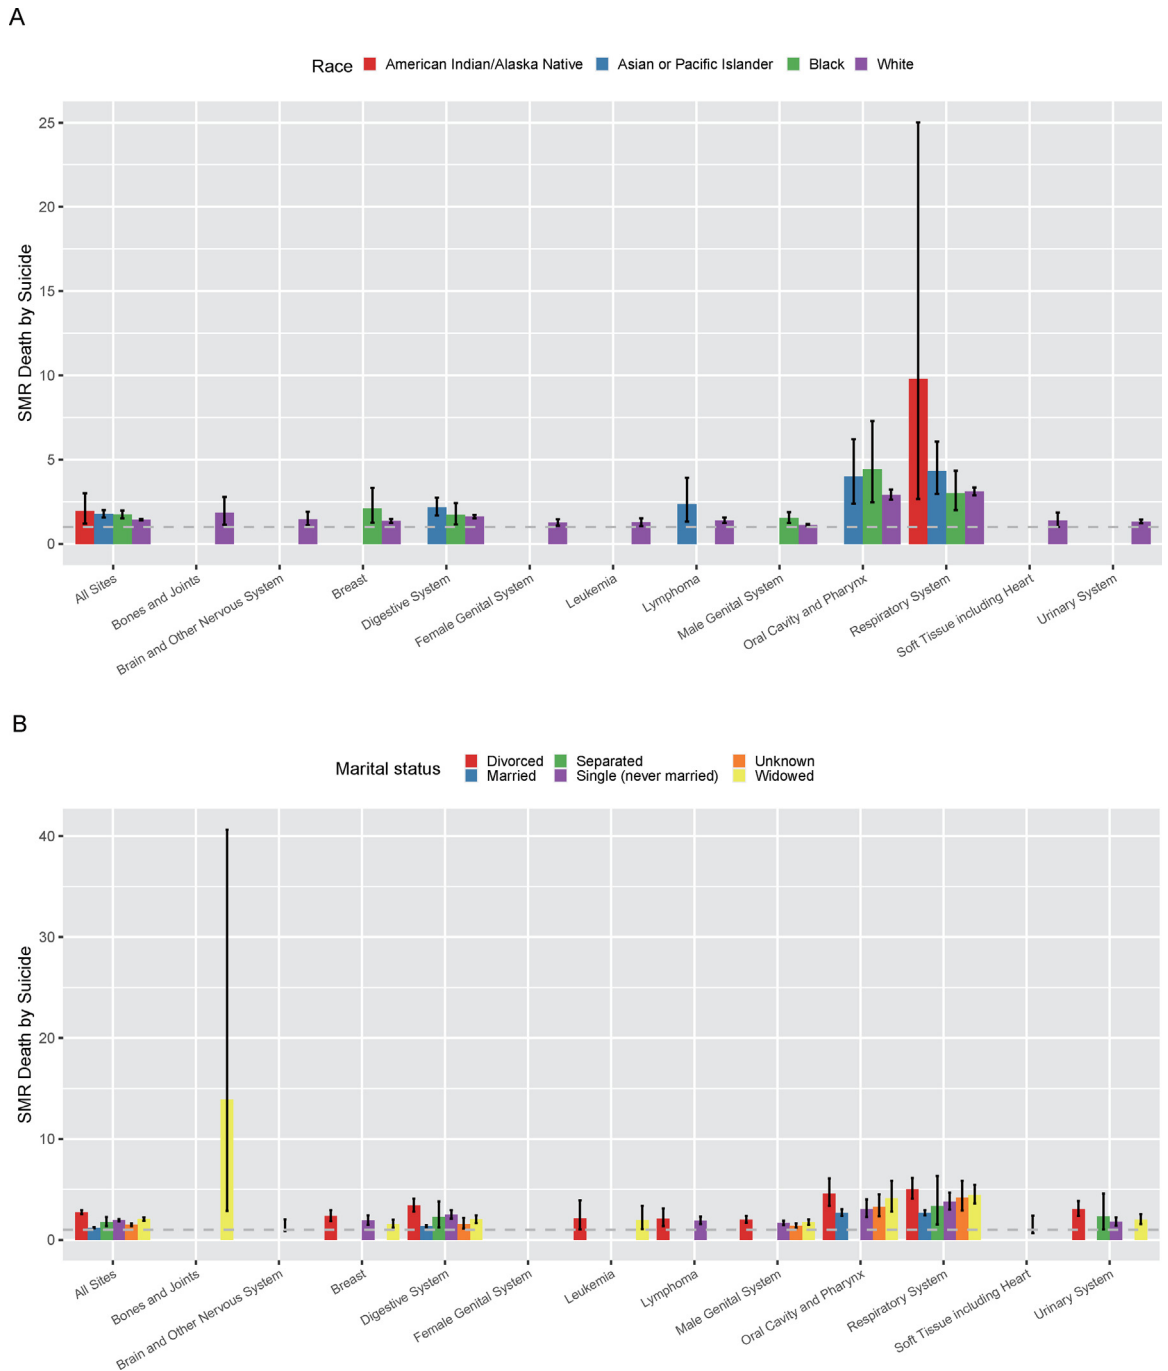 A
Race American Indian/Alaska Native Asian or Pacific Islander Black White
SMR Death by Suicide
25
20
15
10
5
0
All Sites
Bones and Joints
Brain and Other Nervous System
Breast
Digestive System
Female Genital System
Leukemia
Lymphoma
Male Genital System
Oral Cavity and Pharynx
Respiratory System
Soft Tissue including Heart
Urinary System
B
Marital status
Divorced Separated Unknown
Married Single (never married) Widowed
SMR Death by Suicide
40
30
20
10
0
All Sites
Bones and Joints
Brain and Other Nervous System
Breast
Digestive System
Female Genital System
Leukemia
Lymphoma
Male Genital System
Oral Cavity and Pharynx
Respiratory System
Soft Tissue including Heart
Urinary System